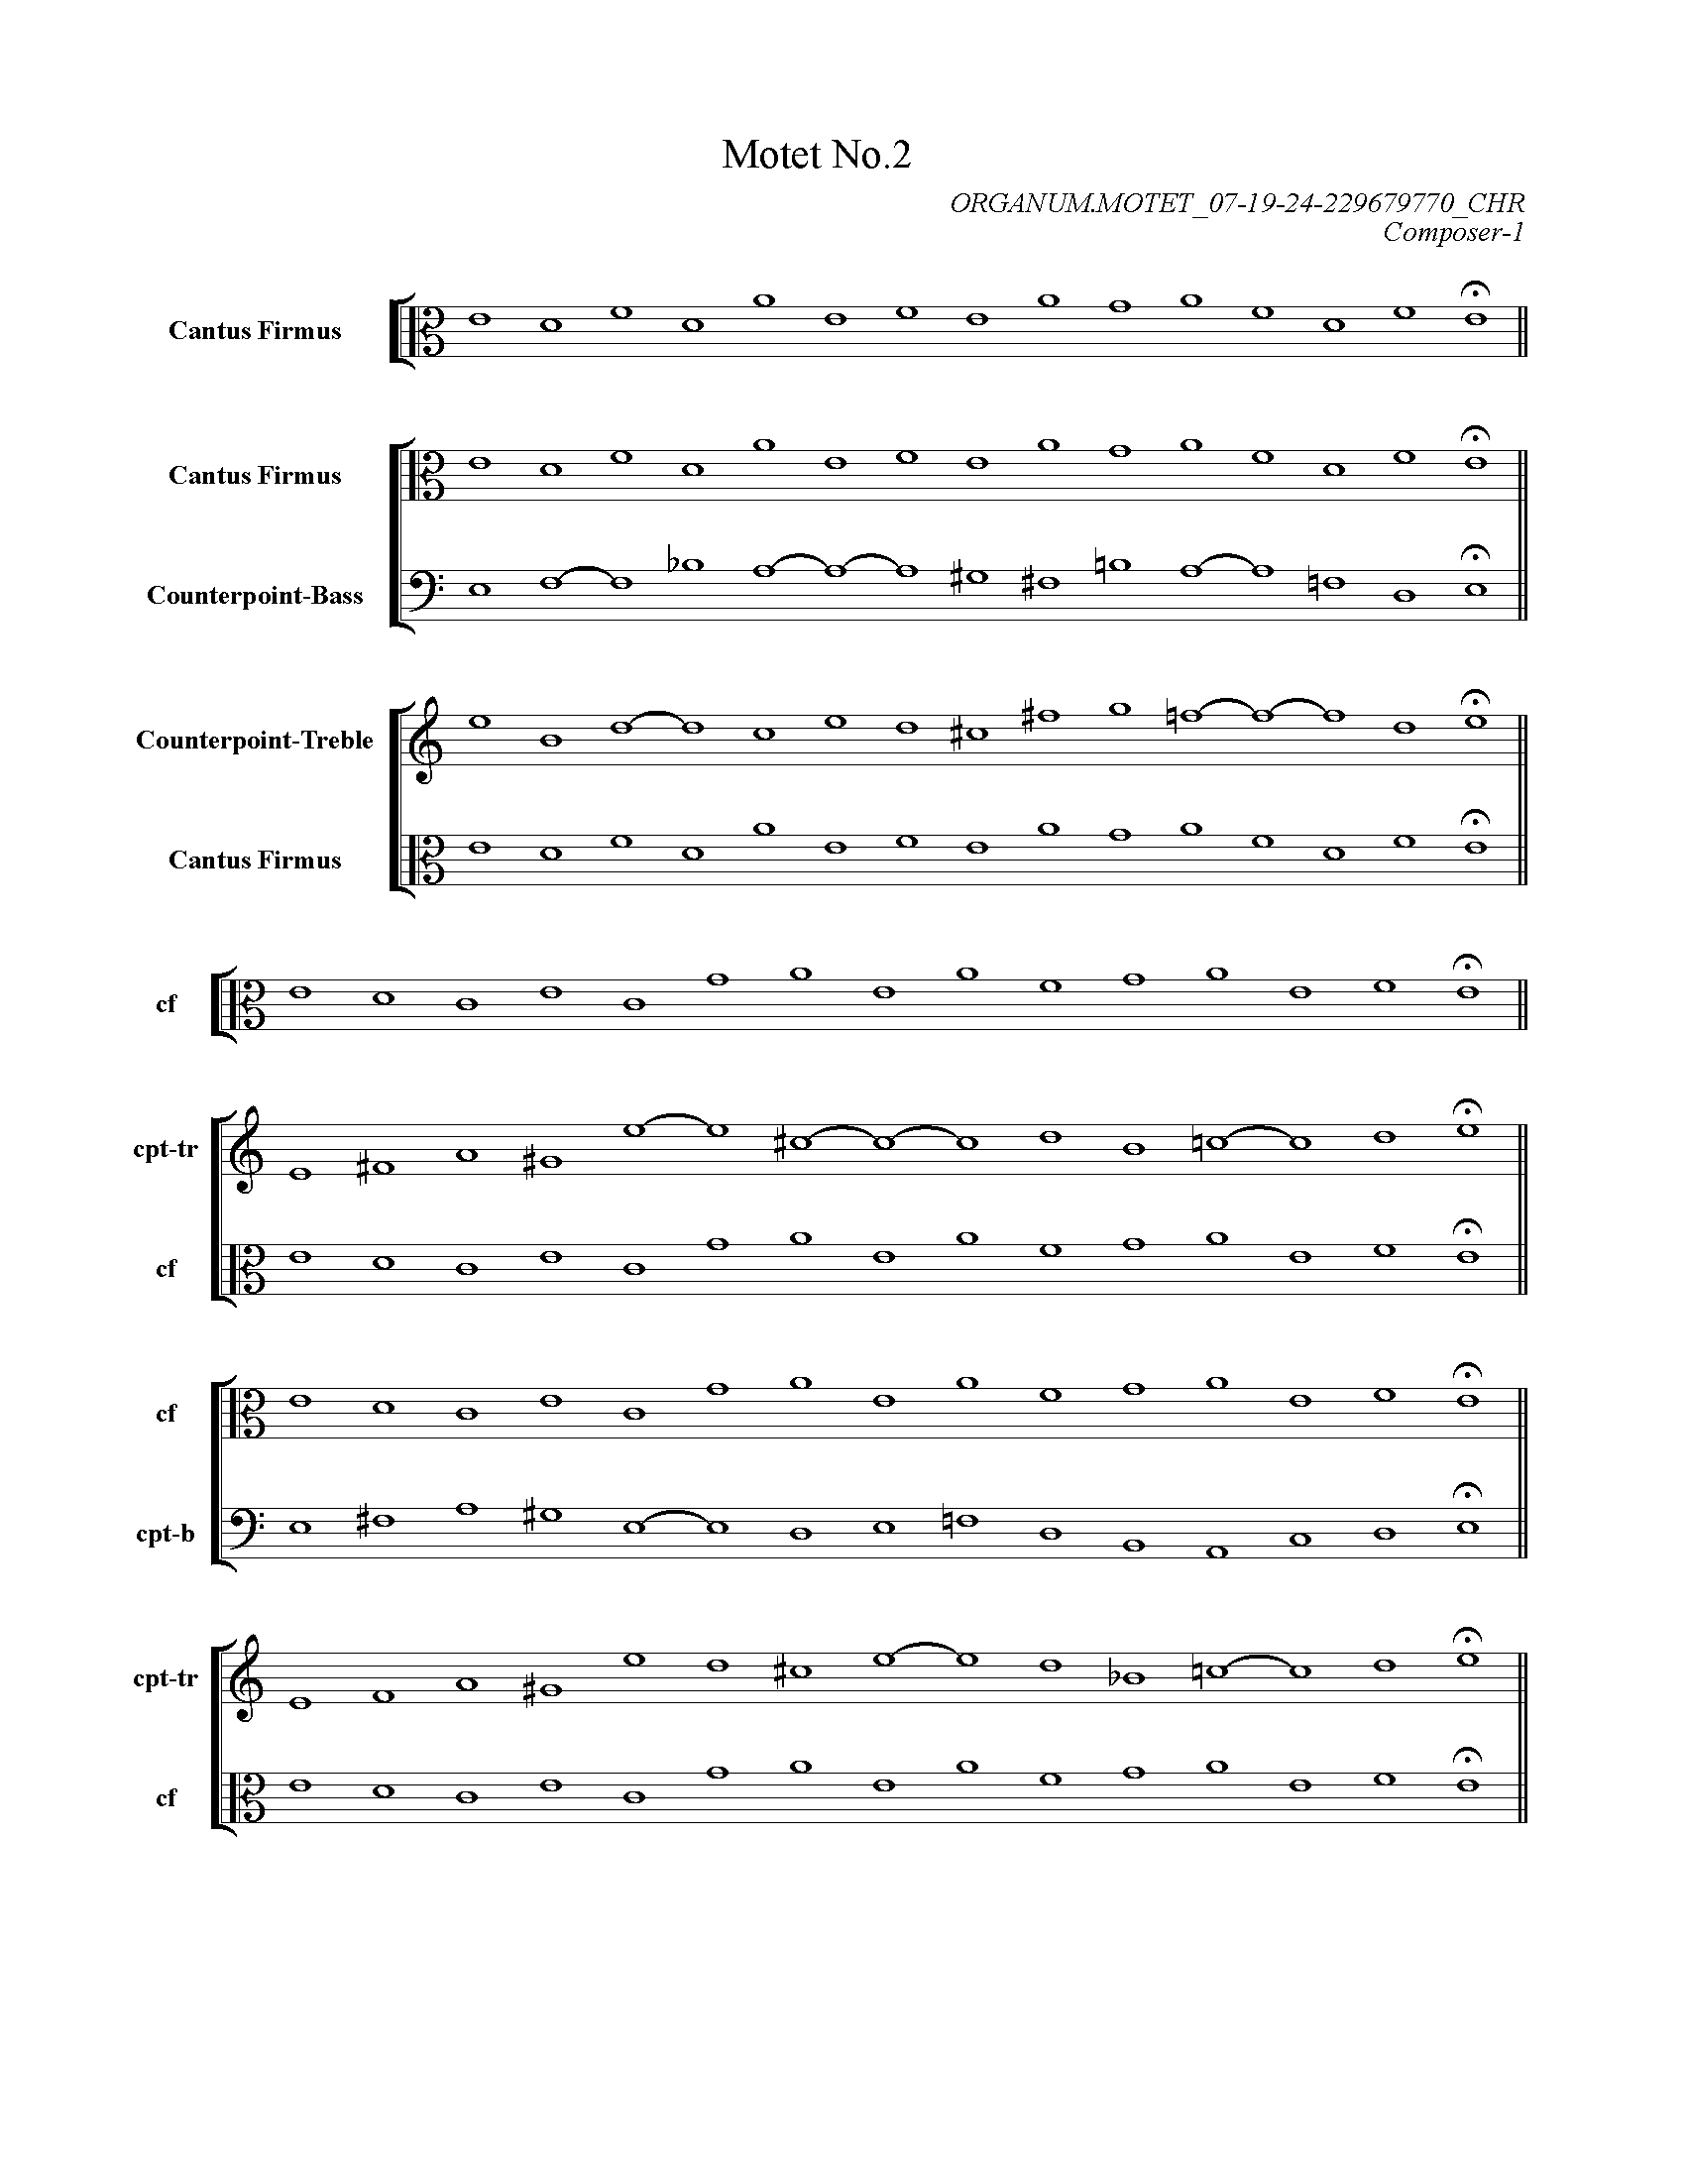 Motet No.2
ORGANUM.MOTET_07-19-24-229679770_CHR
Composer-1
Cantus Firmus
Cantus Firmus
Counterpoint-Bass
Counterpoint-Treble
Cantus Firmus
cf
cpt-tr
cf
cf
cpt-b
cpt-tr
cf